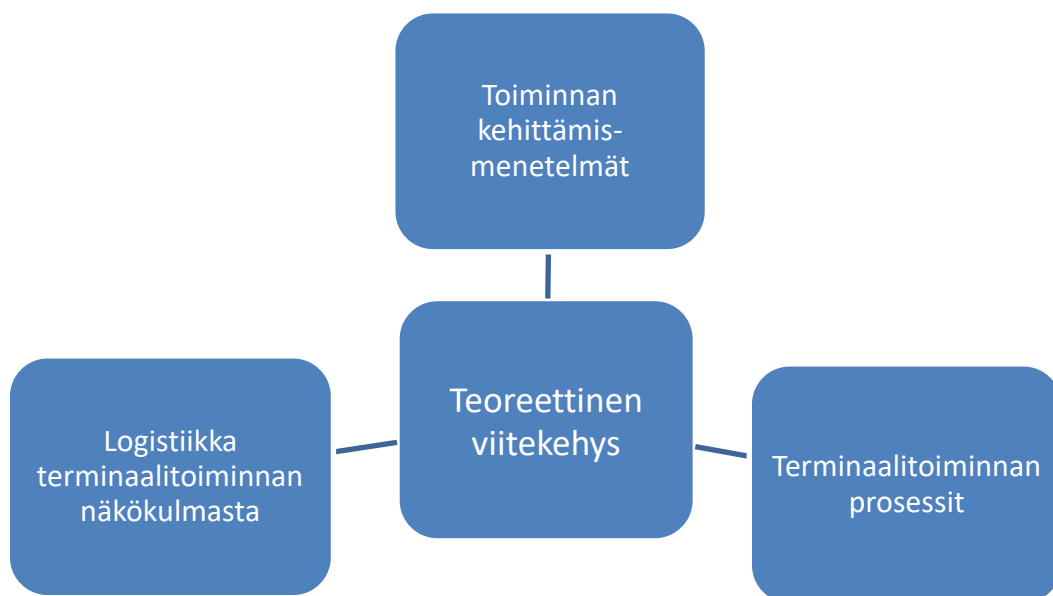 Toiminnan
kehittämis-
menetelmät
Teoreettinen
viitekehys
Logistiikka
terminaalitoiminnan
näkökulmasta
Terminaalitoiminnan
prosessit